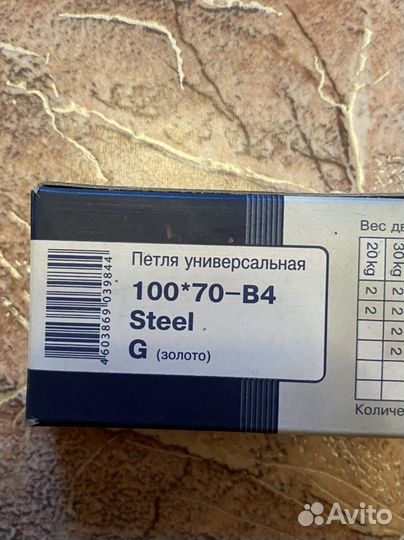 Петля универсальная
100*70-B4
Steel
G (золото)
4603869039844
Вес дв
20kg 30kg
2 2
2 2
2
2
Количе
Avito